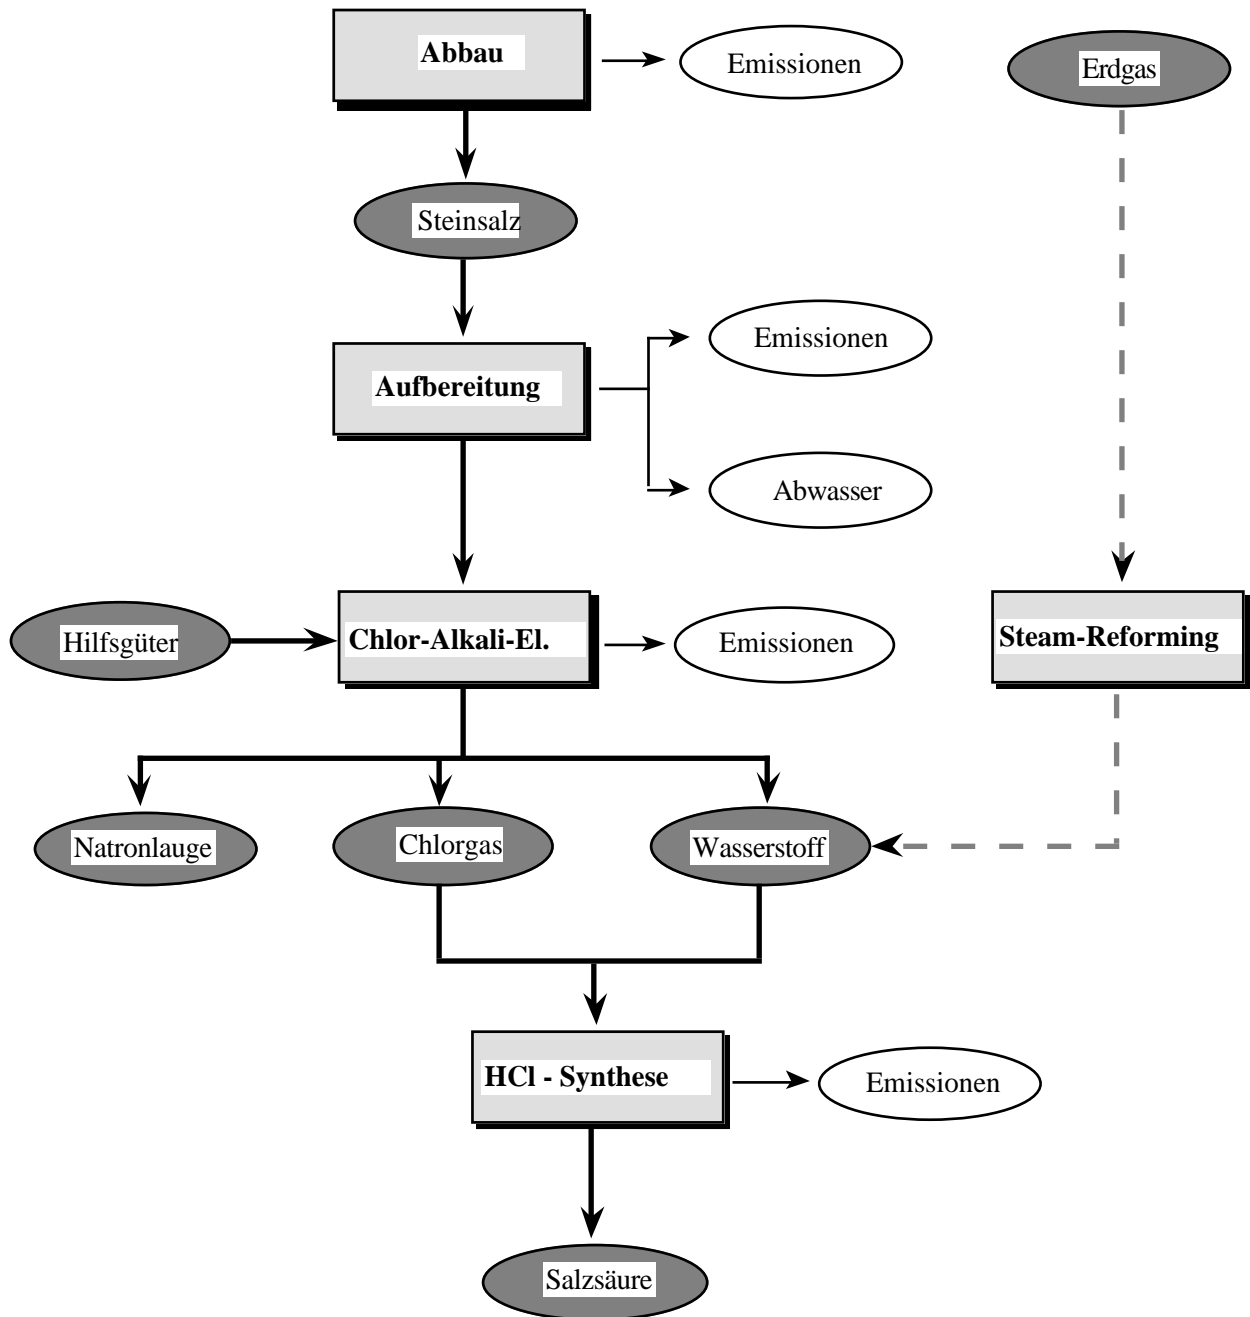 Abbau
Emissionen
Erdgas
Steinsalz
Emissionen
Aufbereitung
Abwasser
Hilfsgüter
Chlor-Alkali-El.
Emissionen
Steam-Reforming
Natronlauge
Chlorgas
Wasserstoff
HCl - Synthese
Emissionen
Salzsäure